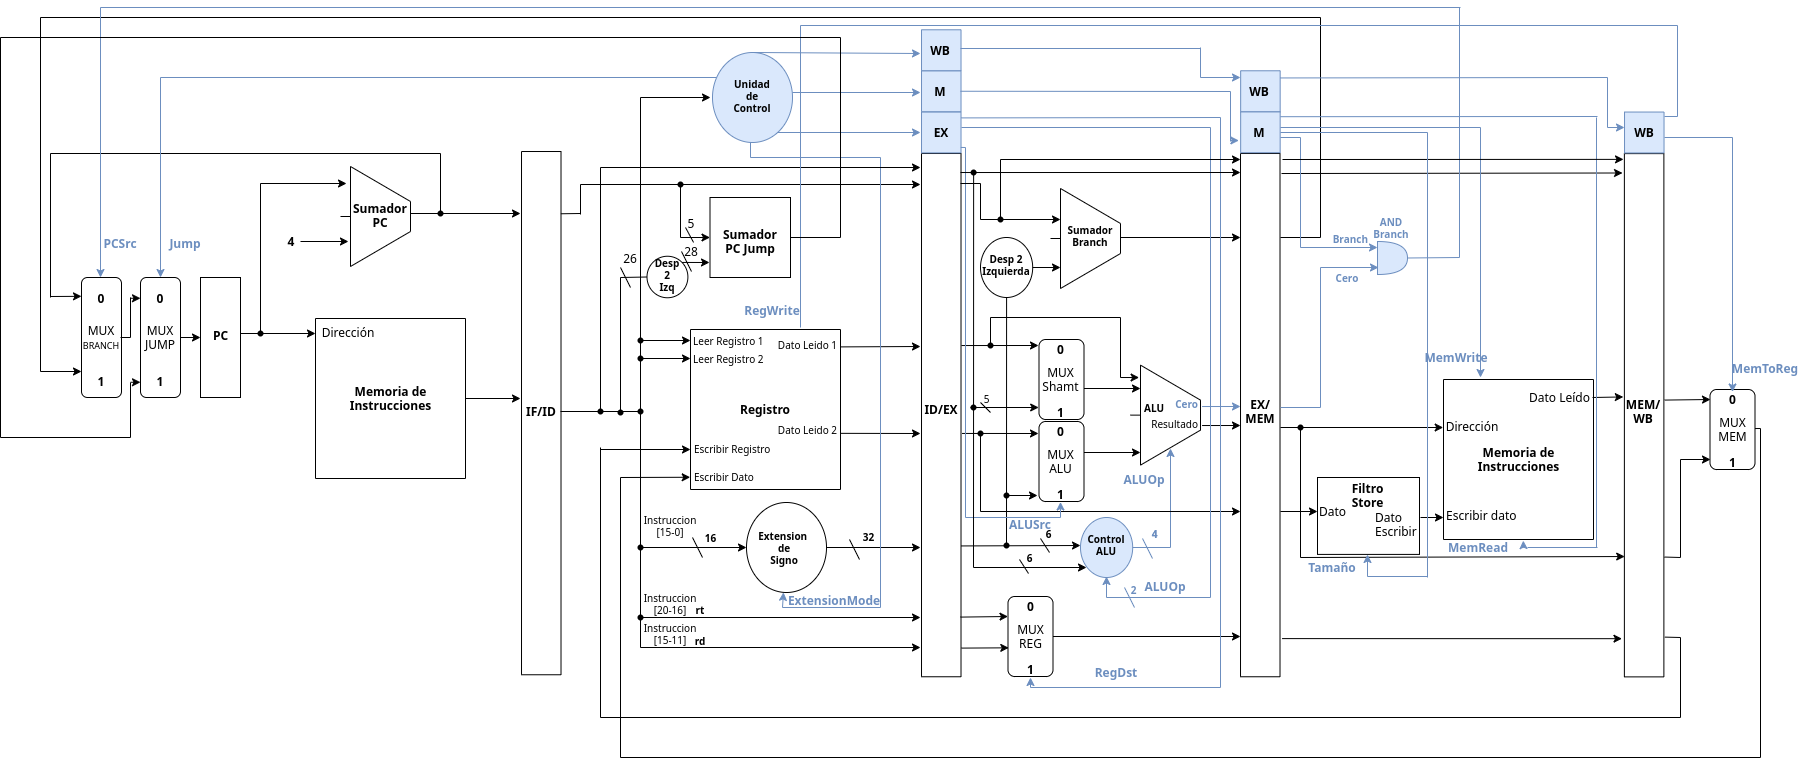 WB
M
EX
Unidad
de
Control
WB
M
WB
PCSrc
Jump
Sumador
PC
4
5
28
26
Sumador
PC Jump
Desp
2
Izq
Sumador
Branch
Desp 2
Izquierda
AND
Branch
Branch
Cero
0
MUX
BRANCH
1
0
MUX
JUMP
1
PC
Dirección
Memoria de
Instrucciones
IF/ID
RegWrite
Leer Registro 1
Dato Leido 1
Leer Registro 2
Registro
Dato Leido 2
Escribir Registro
Escribir Dato
ID/EX
0
MUX
Shamt
1
5
0
MUX
ALU
1
ALU
Cero
Resultado
ALUOp
EX/
MEM
MemWrite
Dato Leído
Dirección
Memoria de
Instrucciones
Escribir dato
MemRead
Filtro
Store
Dato
Dato
Escribir
Tamaño
MEM/
WB
MemToReg
0
MUX
MEM
1
Instruccion
[15-0]
16
Extension
de
Signo
32
ExtensionMode
ALUSrc
6
6
Control
ALU
4
2
ALUOp
Instruccion
[20-16] rt
Instruccion
[15-11] rd
0
MUX
REG
1
RegDst